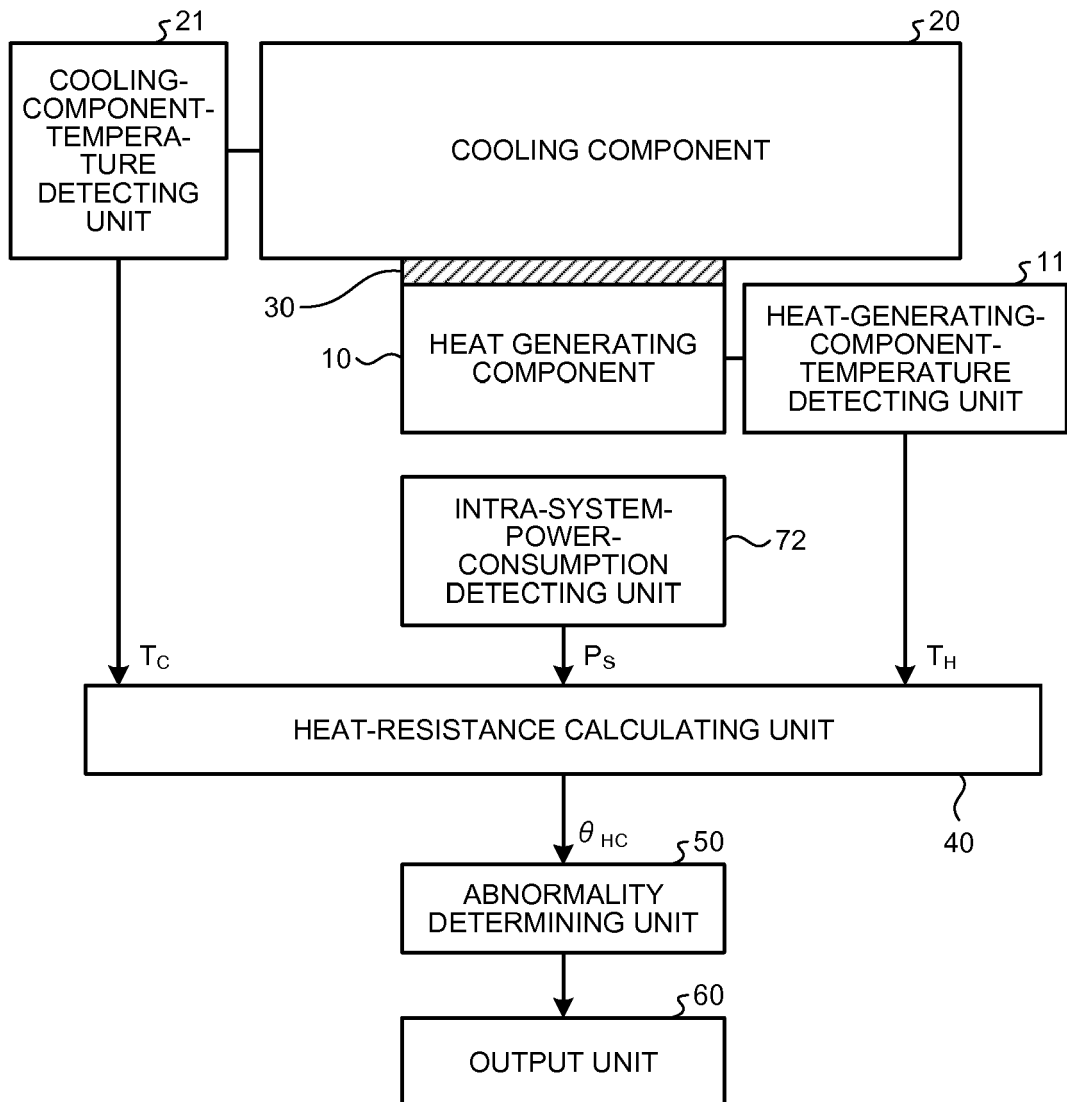 21
COOLING-
COMPONENT-
TEMPERA-
TURE
DETECTING
UNIT
20
COOLING COMPONENT
30
10
HEAT GENERATING
COMPONENT
11
HEAT-GENERATING-
COMPONENT-
TEMPERATURE
DETECTING UNIT
INTRA-SYSTEM-
POWER-
CONSUMPTION
DETECTING UNIT
72
TC
PS
TH
HEAT-RESISTANCE CALCULATING UNIT
40
θ HC
50
ABNORMALITY
DETERMINING UNIT
60
OUTPUT UNIT